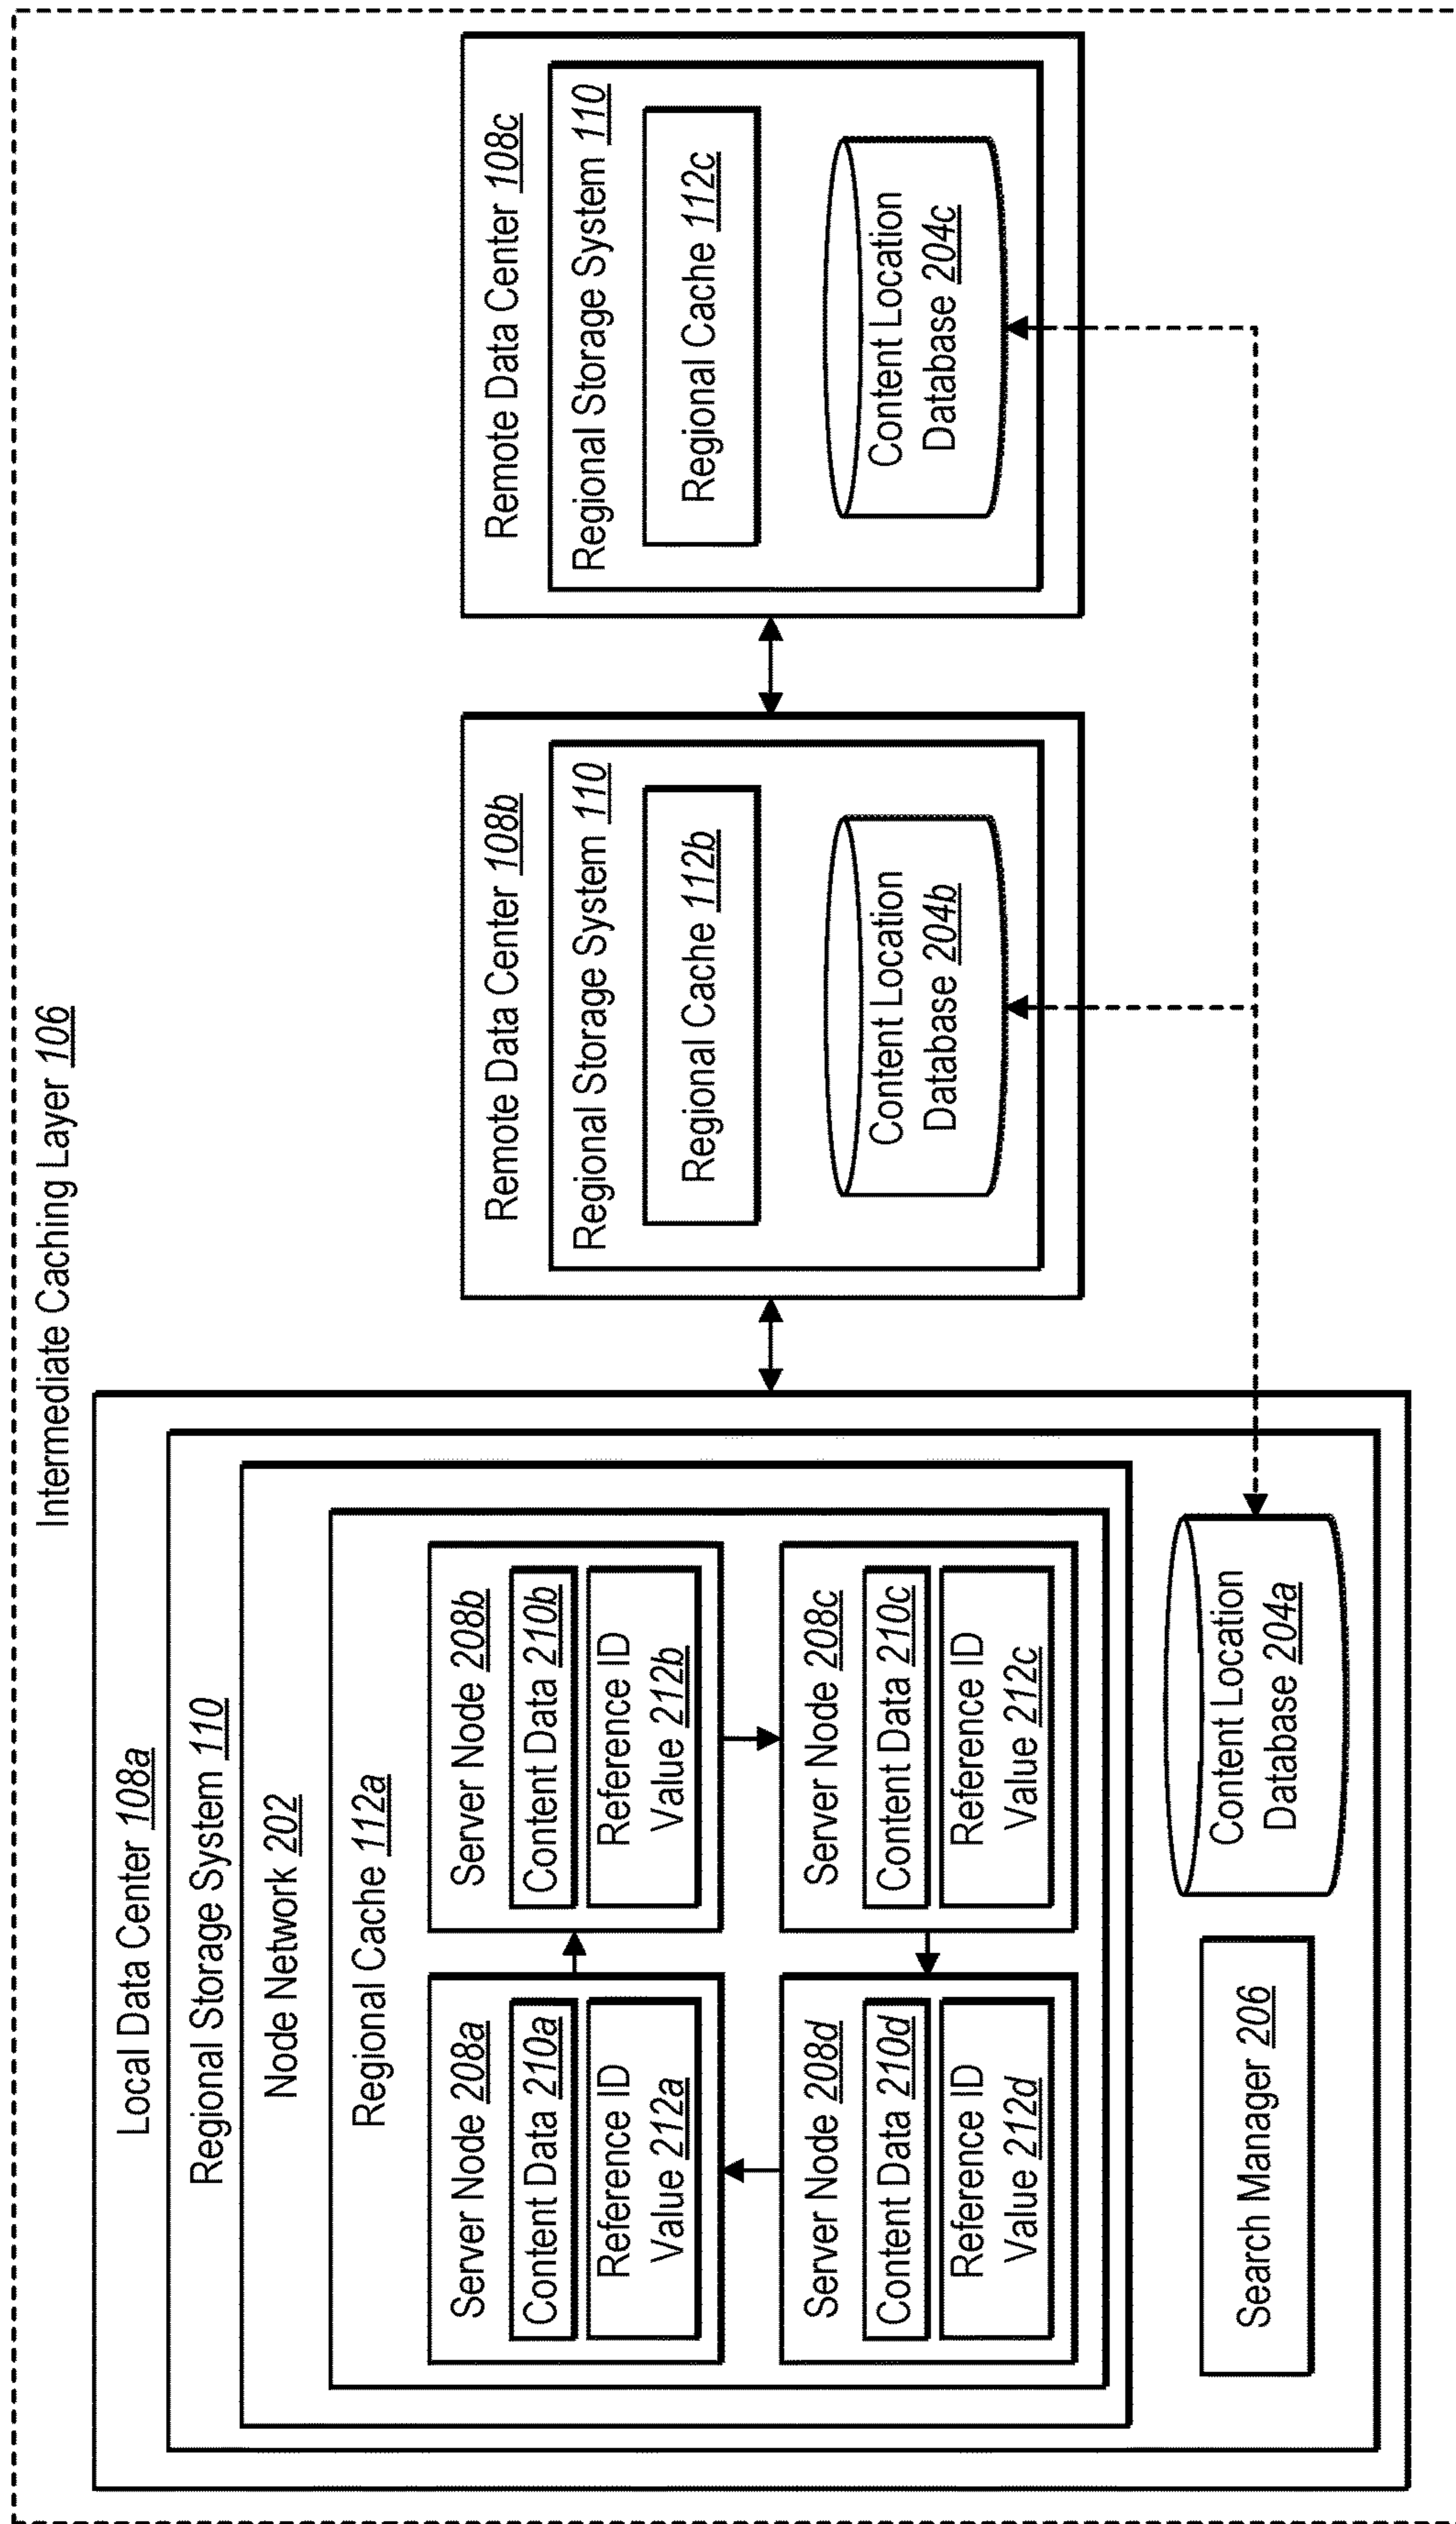 Intermediate Caching Layer 106
Local Data Center 108a
Regional Storage System 110
Node Network 202
Regional Cache 112a
Server Node 208a
Content Data 210a
Reference ID
Value 212a
Server Node 208b
Content Data 210b
Reference ID
Value 212b
Server Node 208d
Content Data 210d
Reference ID
Value 212d
Server Node 208c
Content Data 210c
Reference ID
Value 212c
Search Manager 206
Content Location
Database 204a
Remote Data Center 108b
Regional Storage System 110
Regional Cache 112b
Content Location
Database 204b
Remote Data Center 108c
Regional Storage System 110
Regional Cache 112c
Content Location
Database 204c